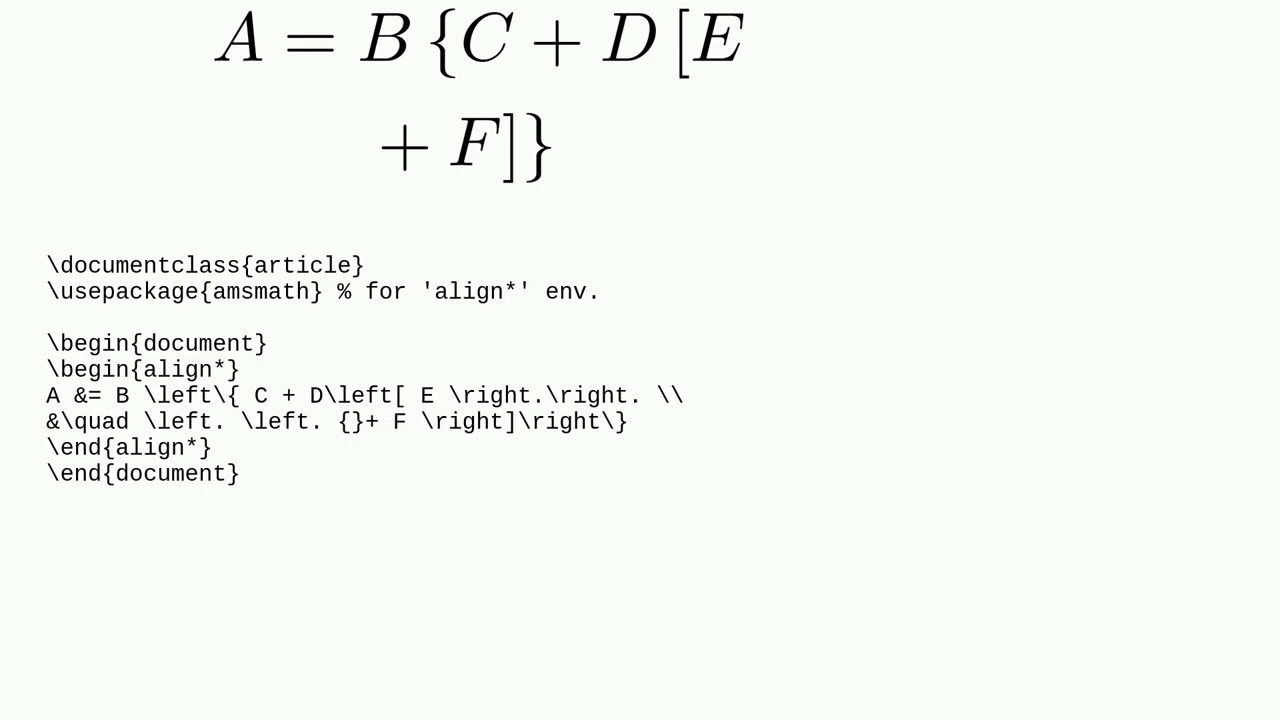 A = B {C + D [E
+ F]}
\documentclass{article}
\usepackage{amsmath} % for 'align*' env.
\begin{document}
\begin{align*}
A &= B \left\{ C + D\left[ E \right.\right. \\
&\quad \left. \left. {}+ F \right]\right\}
\end{align*}
\end{document}